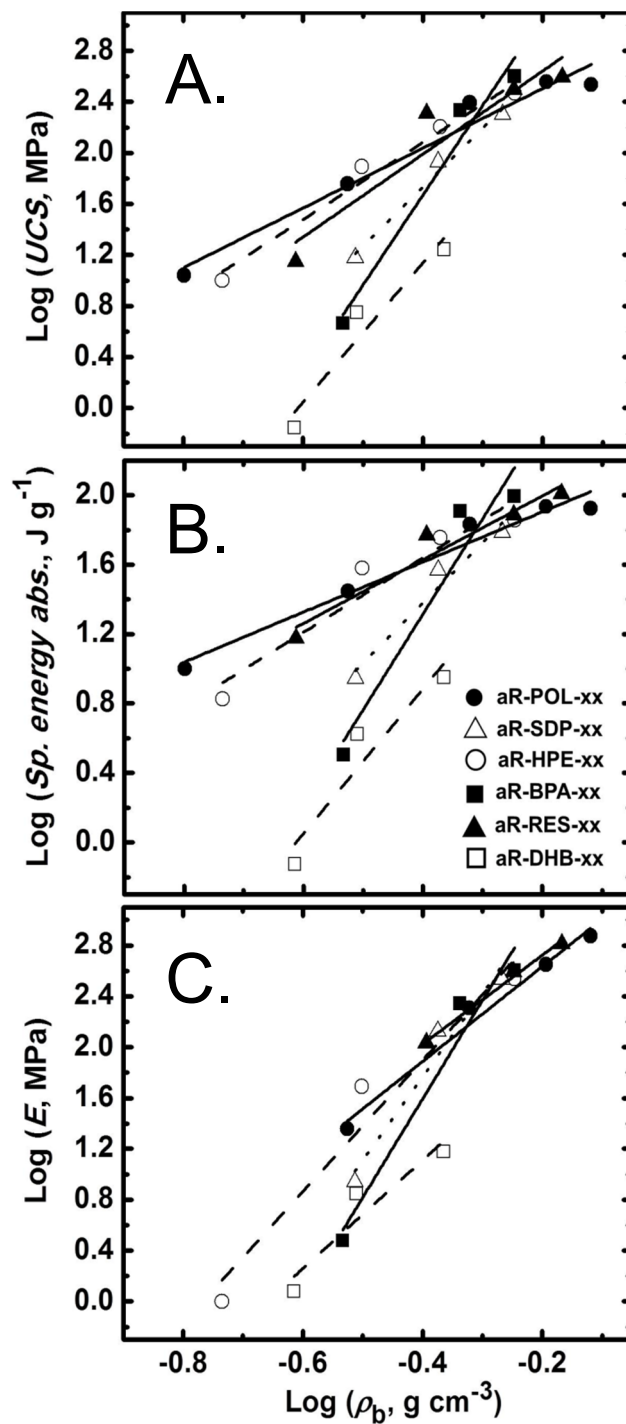 A.
Log (UCS, MPa)
2.8
2.4
2.0
1.6
1.2
0.8
0.4
0.0
B.
Log (Sp. energy abs., J g⁻¹)
2.0
1.6
1.2
0.8
0.4
0.0
aR-POL-xx
aR-SDP-xx
aR-HPE-xx
aR-BPA-xx
aR-RES-xx
aR-DHB-xx
C.
Log (E, MPa)
2.8
2.4
2.0
1.6
1.2
0.8
0.4
0.0
-0.8 -0.6 -0.4 -0.2
Log (ρb, g cm⁻³)